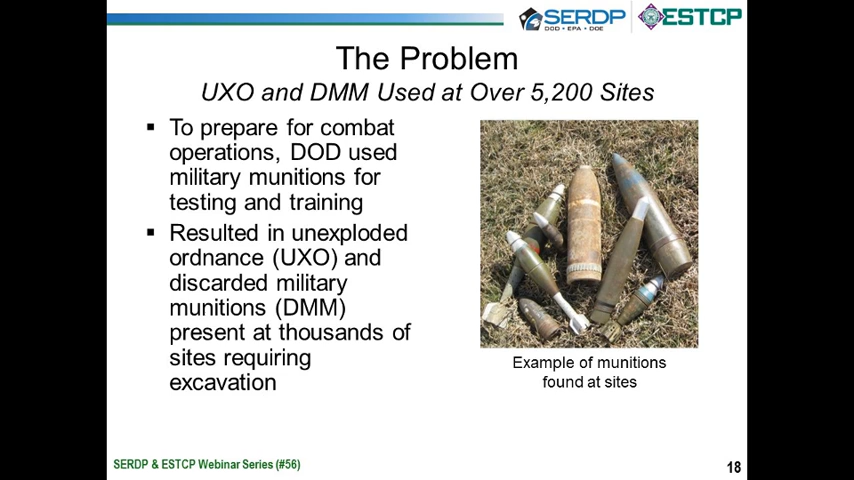 SERDP
DOD • EPA • DOE
ESTCP
The Problem
UXO and DMM Used at Over 5,200 Sites
▪ To prepare for combat
operations, DOD used
military munitions for
testing and training
▪ Resulted in unexploded
ordnance (UXO) and
discarded military
munitions (DMM)
present at thousands of
sites requiring
excavation
Example of munitions
found at sites
SERDP & ESTCP Webinar Series (#56)
18